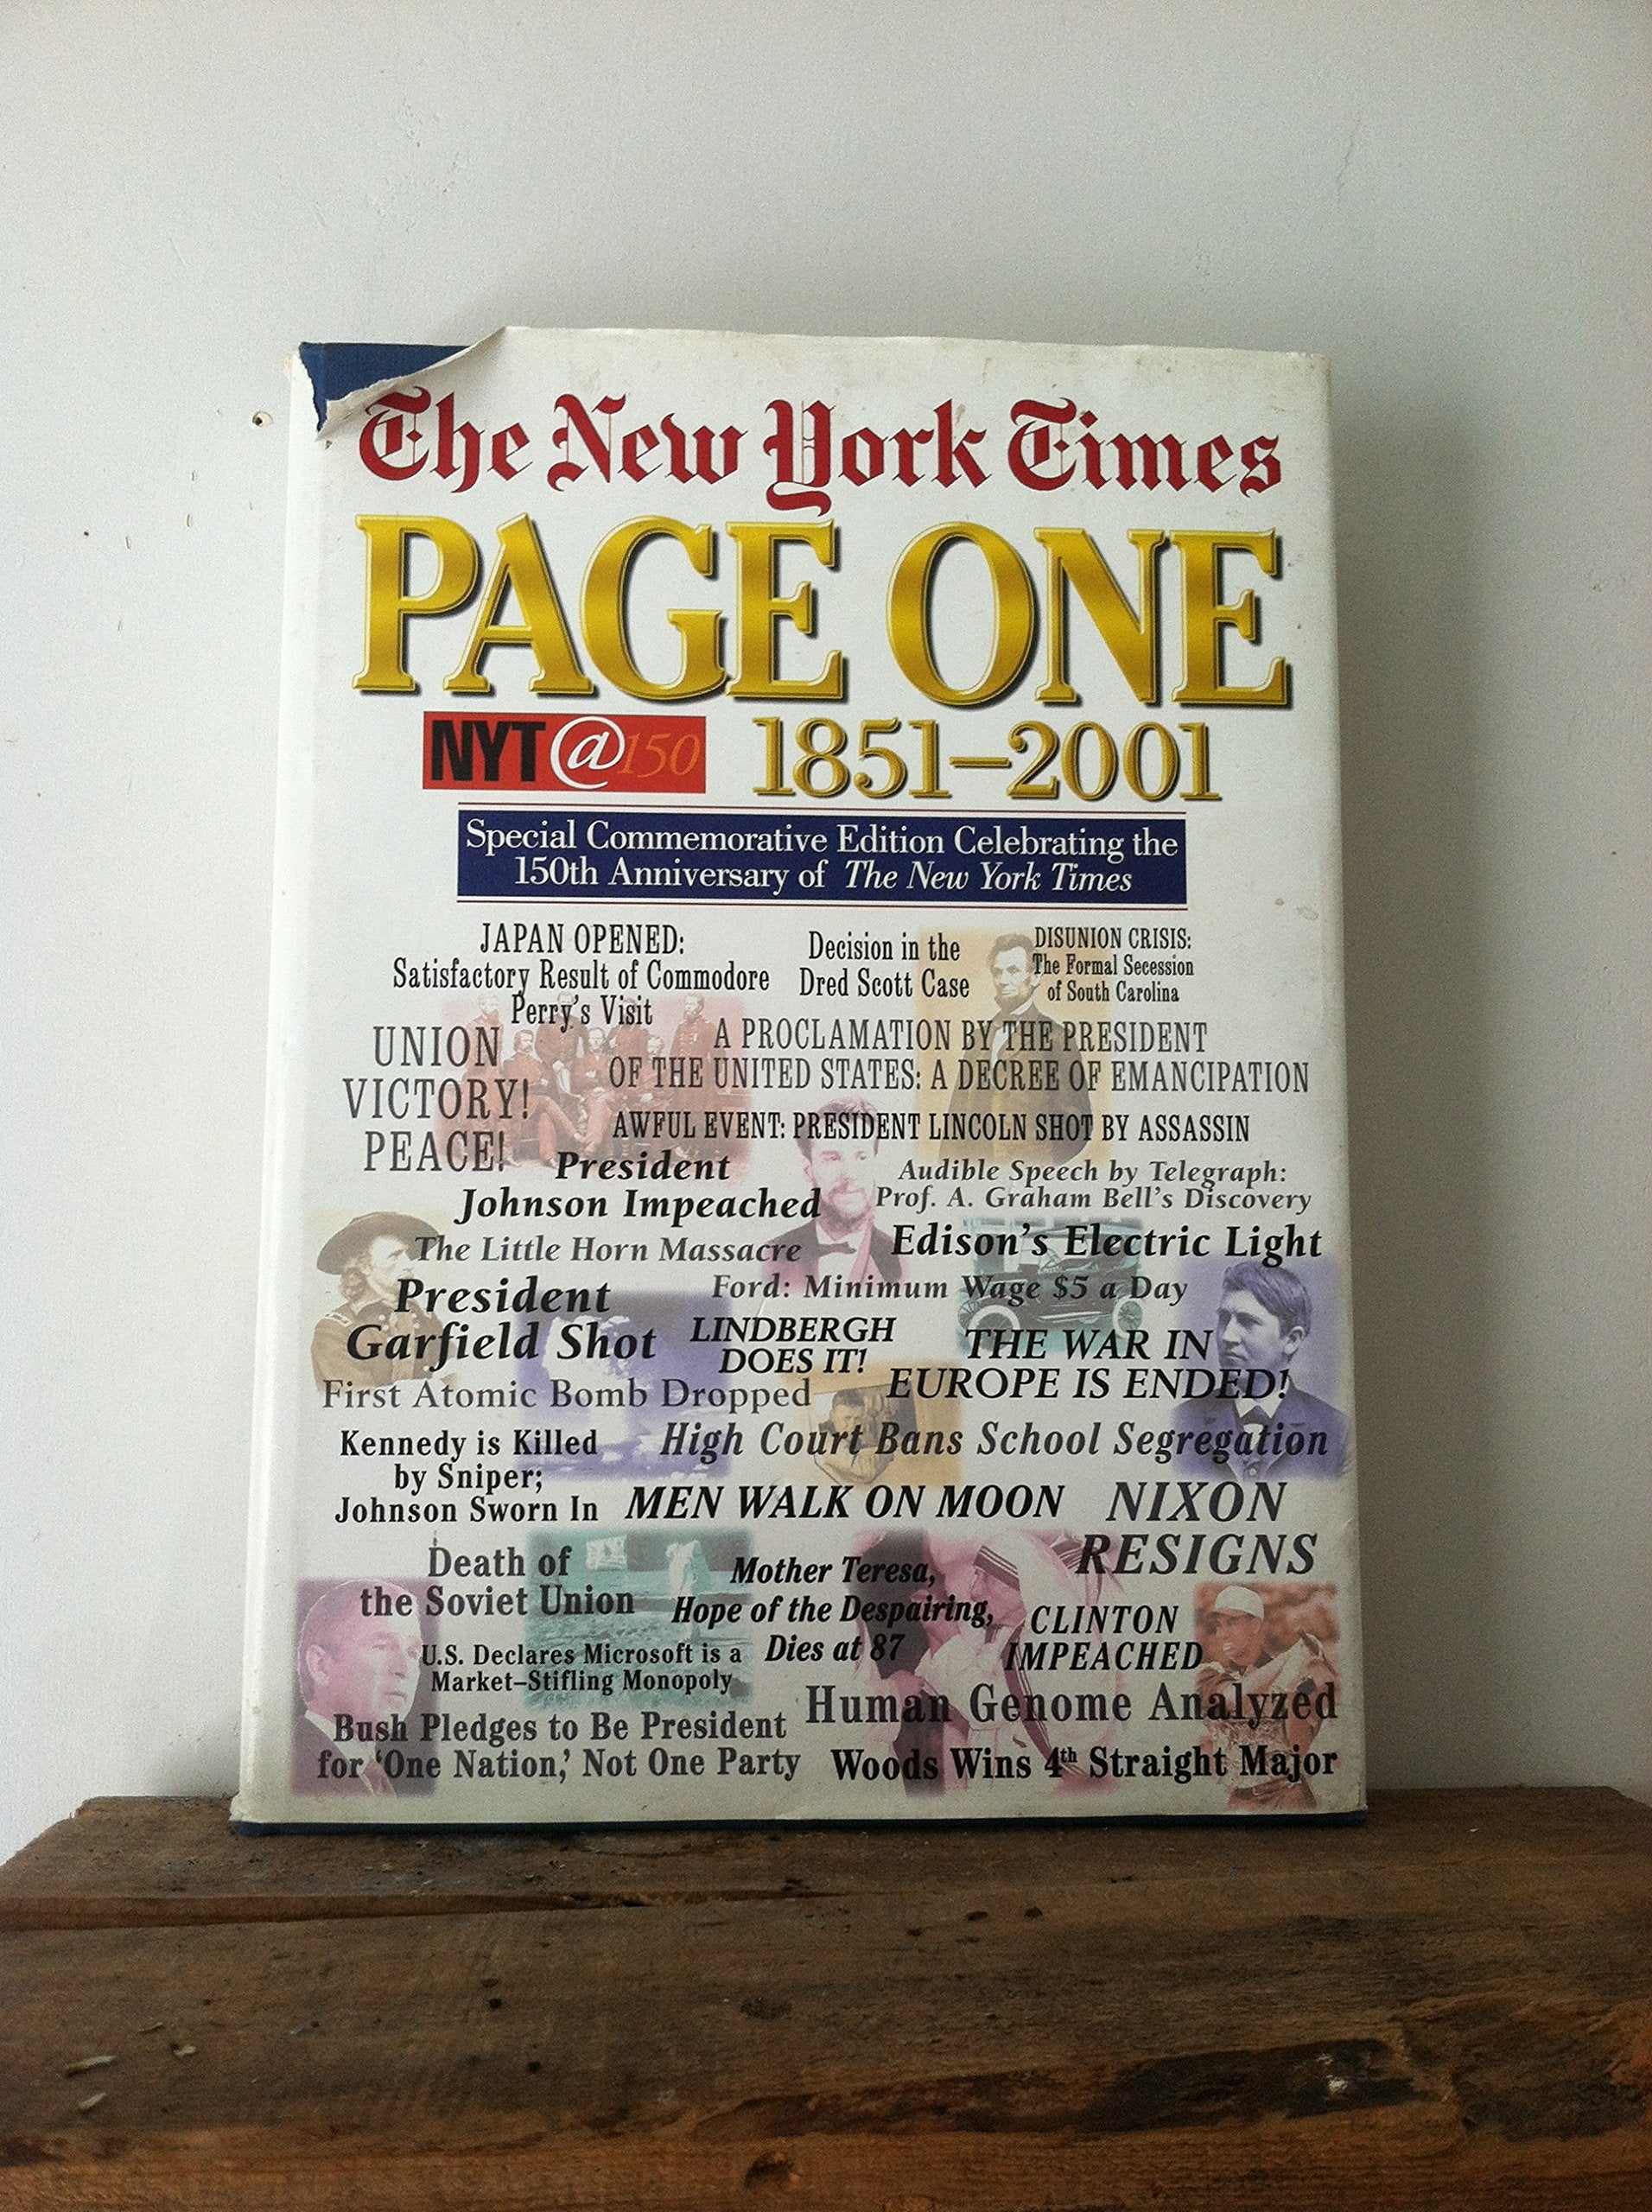 The New York Times
PAGE ONE
NYT@150
1851–2001
Special Commemorative Edition Celebrating the
150th Anniversary of The New York Times
JAPAN OPENED:
Satisfactory Result of Commodore
Perry's Visit
Decision in the
Dred Scott Case
DISUNION CRISIS:
The Formal Secession
of South Carolina
UNION
VICTORY!
PEACE!
A PROCLAMATION BY THE PRESIDENT
OF THE UNITED STATES: A DECREE OF EMANCIPATION
AWFUL EVENT: PRESIDENT LINCOLN SHOT BY ASSASSIN
President
Johnson Impeached
Audible Speech by Telegraph:
Prof. A. Graham Bell's Discovery
The Little Horn Massacre
Edison's Electric Light
President
Garfield Shot
Ford: Minimum Wage $5 a Day
LINDBERGH
DOES IT!
THE WAR IN
EUROPE IS ENDED!
First Atomic Bomb Dropped
Kennedy is Killed
by Sniper;
Johnson Sworn In
High Court Bans School Segregation
MEN WALK ON MOON
NIXON
RESIGNS
Death of
the Soviet Union
Mother Teresa,
Hope of the Despairing,
Dies at 87
CLINTON
IMPEACHED
U.S. Declares Microsoft is a
Market–Stifling Monopoly
Human Genome Analyzed
Bush Pledges to Be President
for 'One Nation,' Not One Party
Woods Wins 4th Straight Major